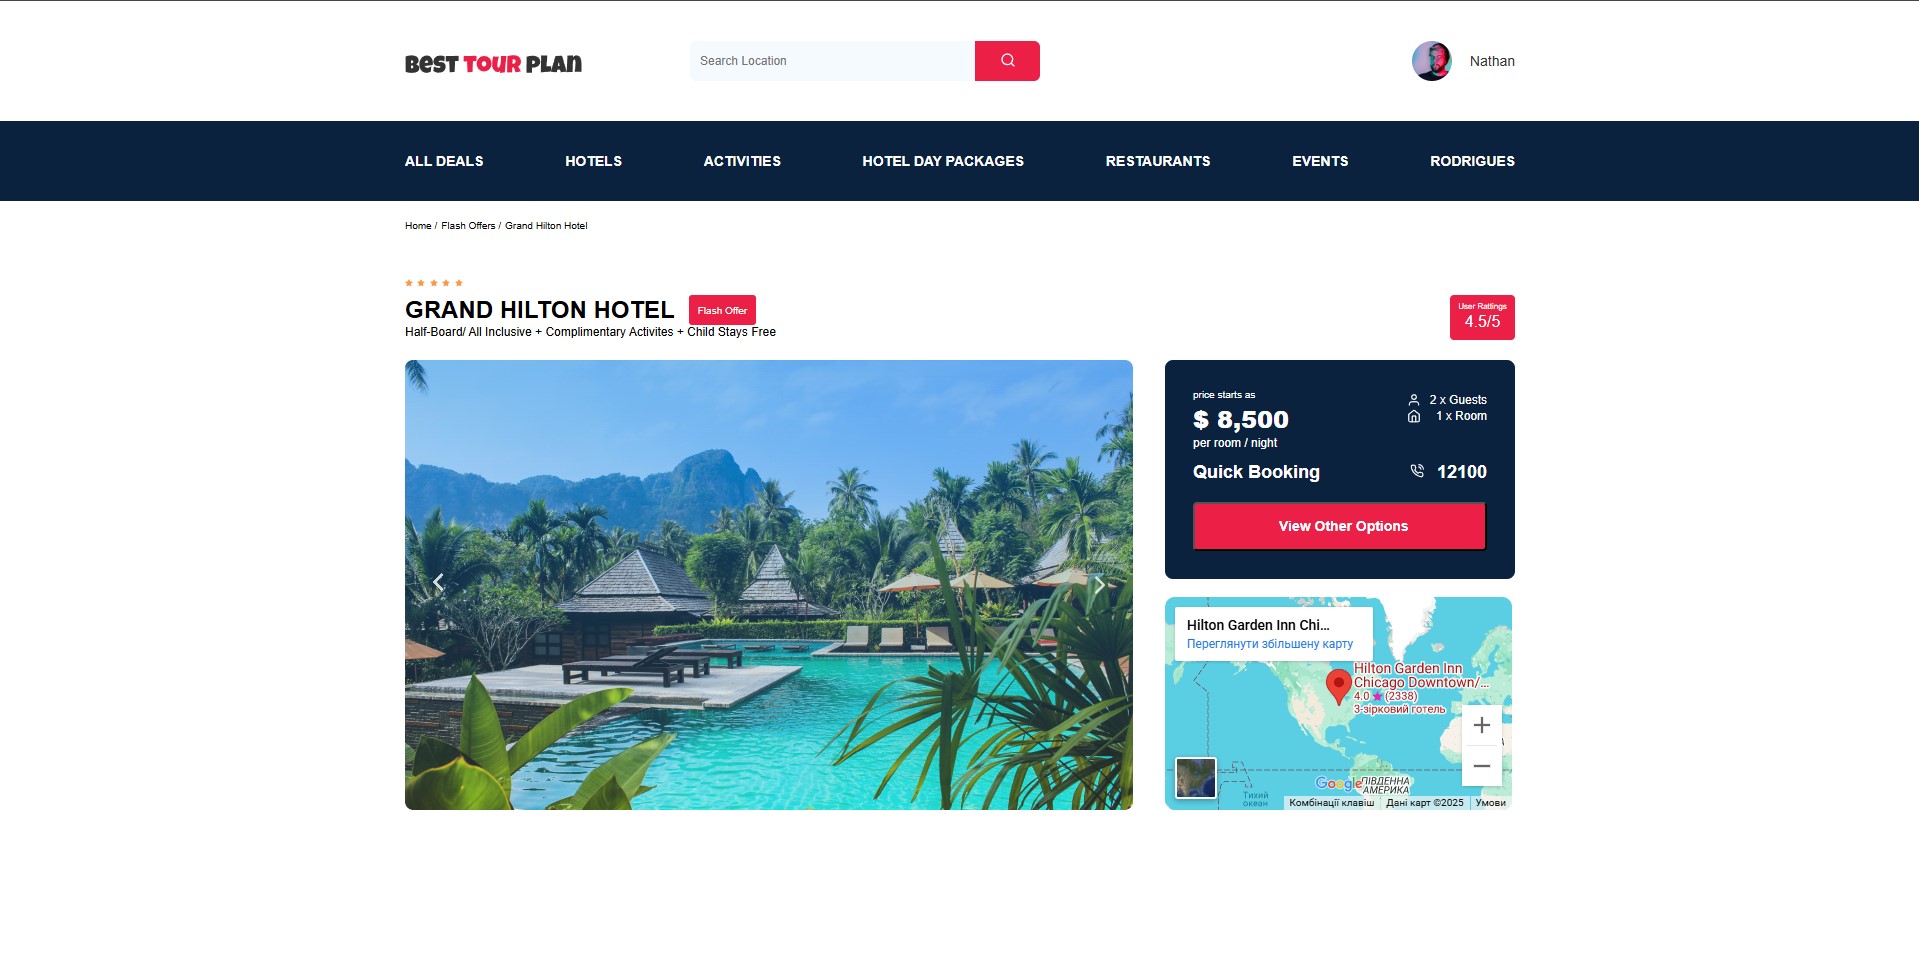 BEST TOUR PLAN
Search Location
Nathan
ALL DEALS HOTELS ACTIVITIES HOTEL DAY PACKAGES RESTAURANTS EVENTS RODRIGUES
Home / Flash Offers / Grand Hilton Hotel
GRAND HILTON HOTEL
Flash Offer
Half-Board/ All Inclusive + Complimentary Activites + Child Stays Free
User Rattings
4.5/5
price starts as
$ 8,500
per room / night
2 x Guests
1 x Room
Quick Booking
12100
View Other Options
Hilton Garden Inn Chi...
Переглянути збільшену карту
Hilton Garden Inn
Chicago Downtown/...
4.0 ★ (2338)
3-зірковий готель
Google
ПІВДЕННА
АМЕРИКА
Тихий
океан
Комбінації клавіш
Дані карт ©2025
Умови